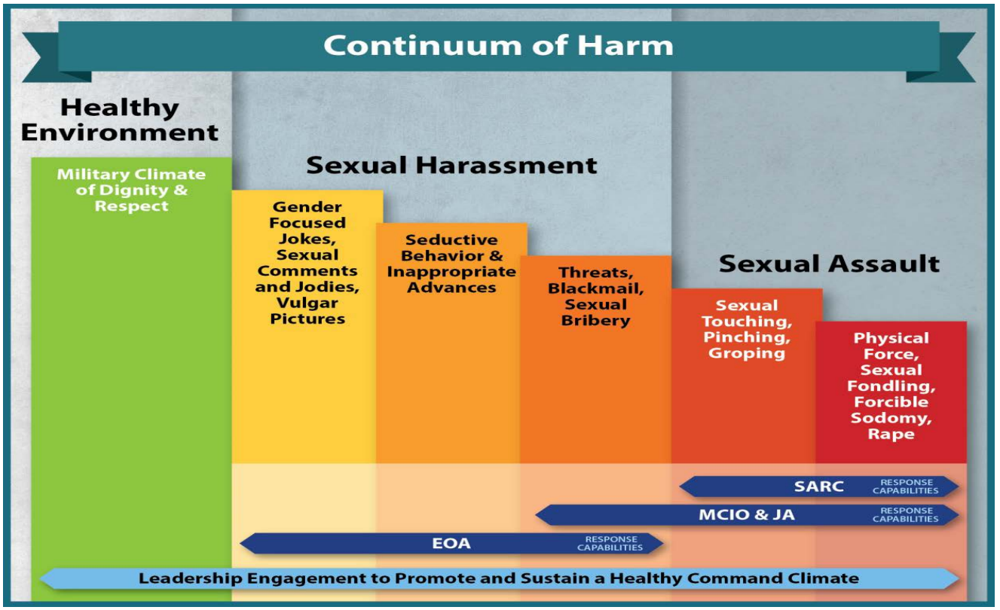 Continuum of Harm
Healthy
Environment
Military Climate
of Dignity &
Respect
Sexual Harassment
Gender
Focused
Jokes,
Sexual
Comments
and Jodies,
Vulgar
Pictures
Seductive
Behavior &
Inappropriate
Advances
Threats,
Blackmail,
Sexual
Bribery
Sexual Assault
Sexual
Touching,
Pinching,
Groping
Physical
Force,
Sexual
Fondling,
Forcible
Sodomy,
Rape
SARC
RESPONSE
CAPABILITIES
MCIO & JA
RESPONSE
CAPABILITIES
EOA
RESPONSE
CAPABILITIES
Leadership Engagement to Promote and Sustain a Healthy Command Climate